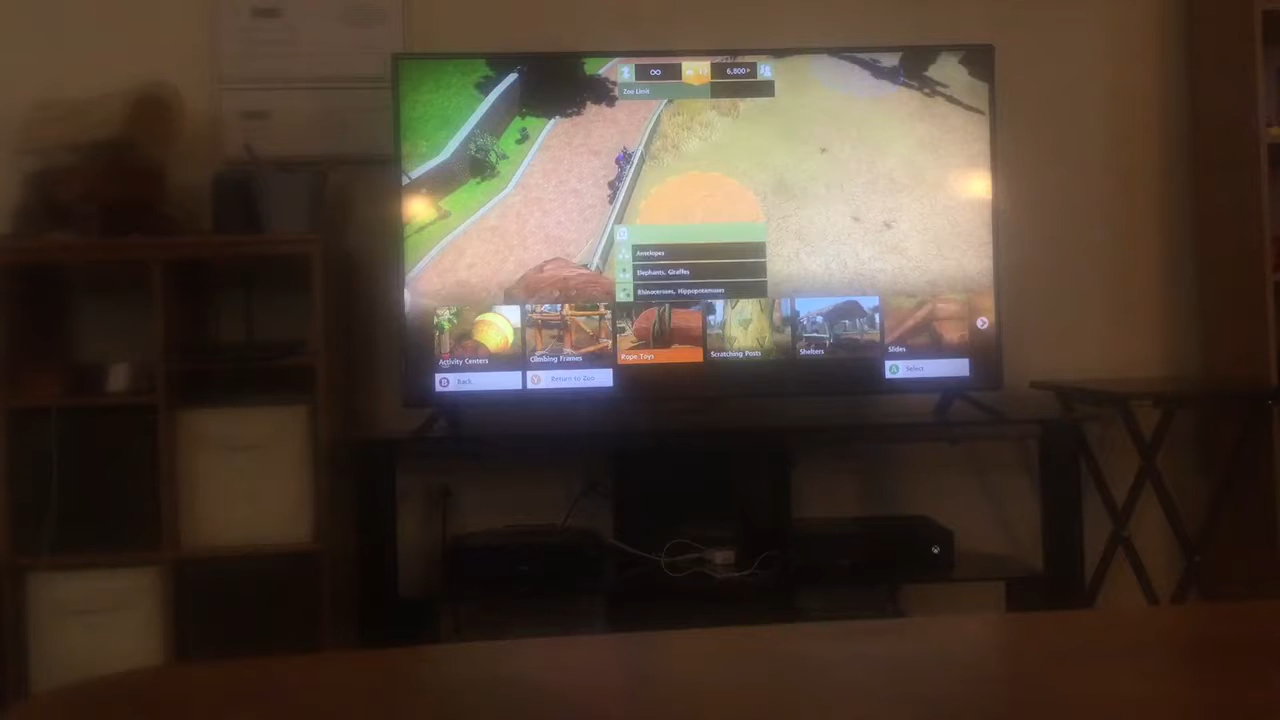 ∞
6,800
Zoo Limit
Antelopes
Elephants, Giraffes
Rhinoceroses, Hippopotamuses
Activity Centers
Climbing Frames
Rope Toys
Scratching Posts
Shelters
Slides
B Back
Y Return to Zoo
A Select